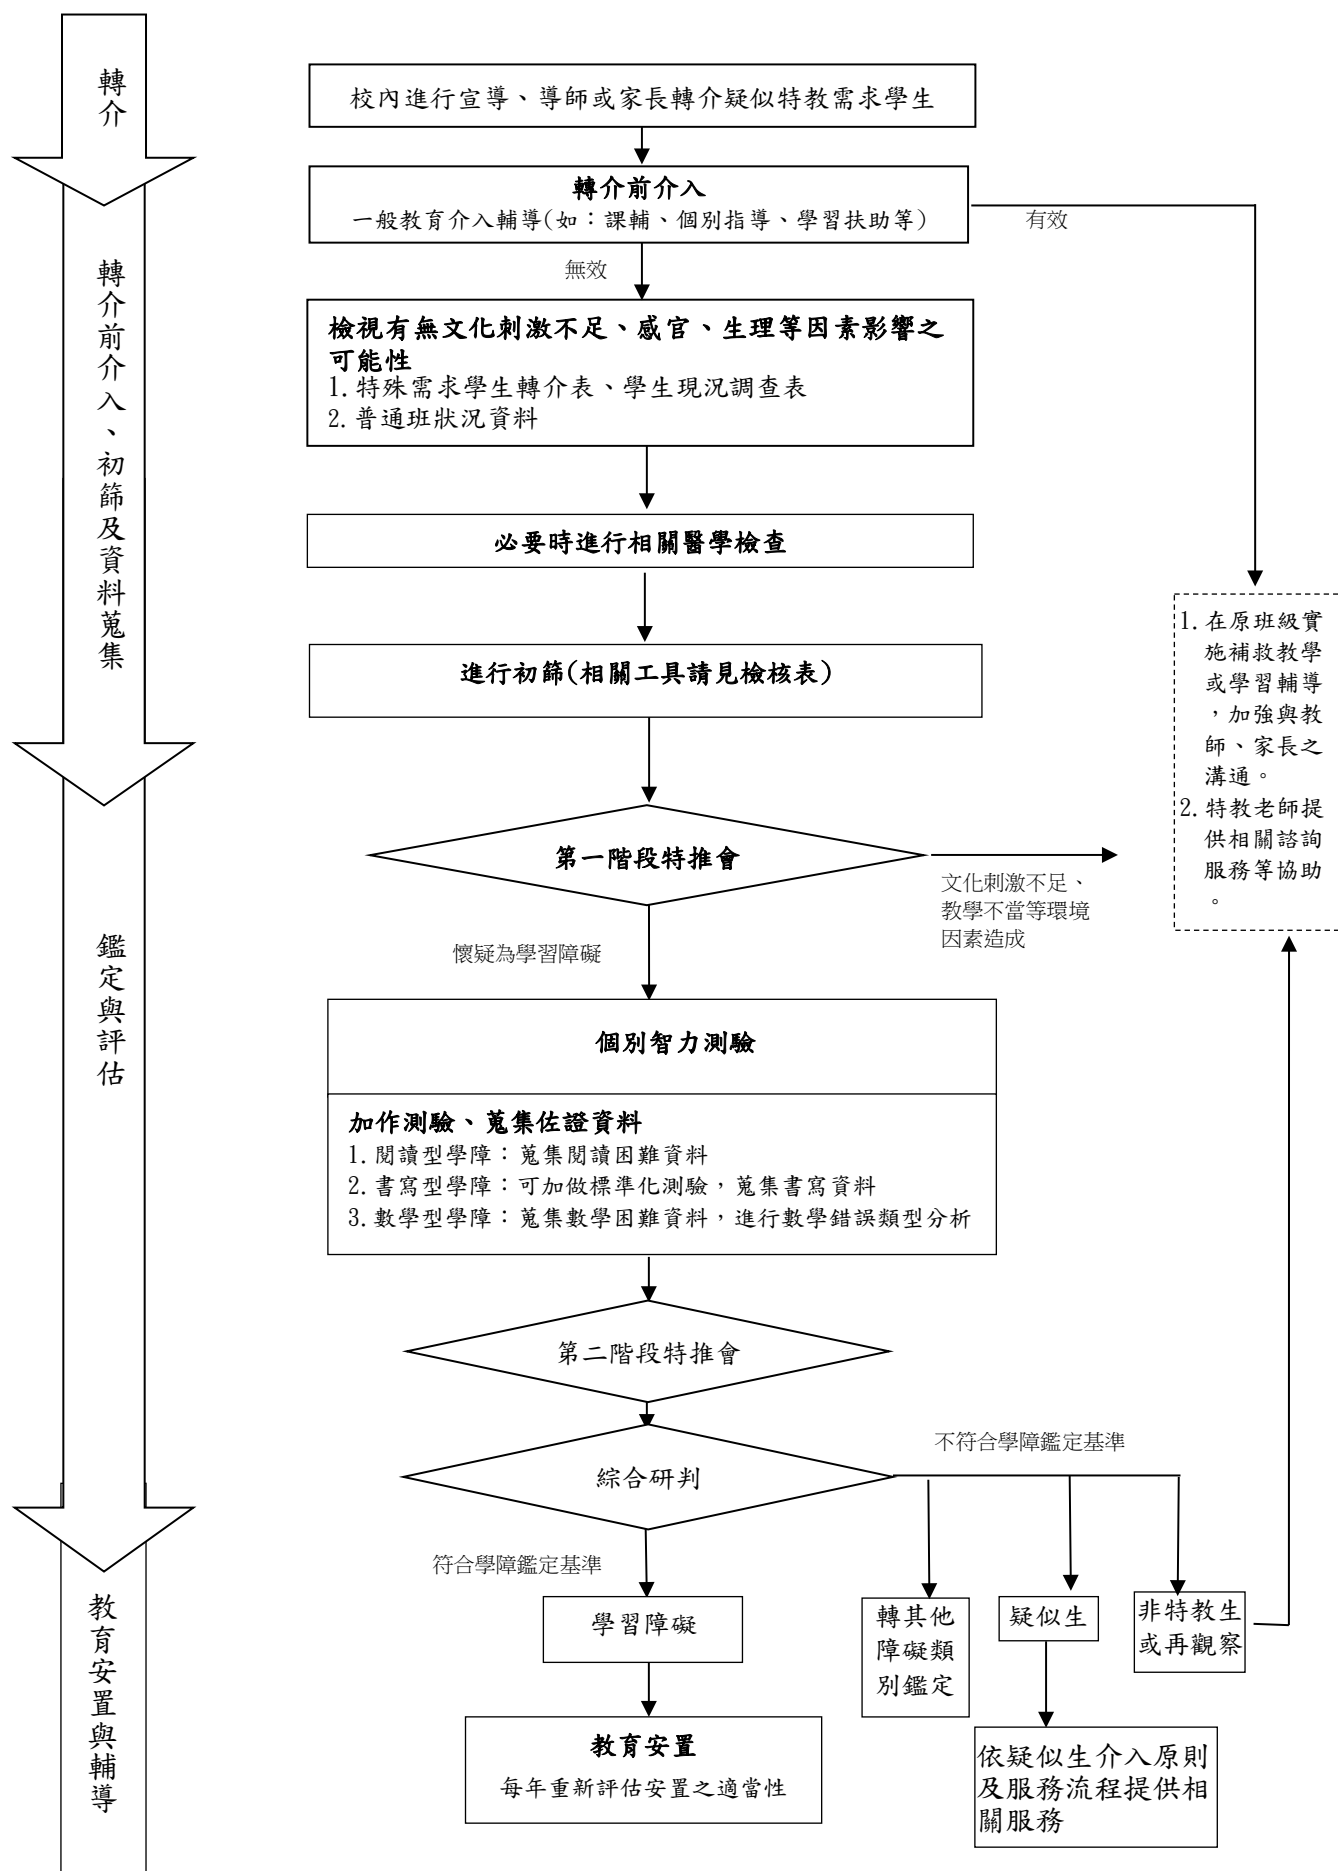 轉介
校內進行宣導、導師或家長轉介疑似特教需求學生
轉介前介入
一般教育介入輔導(如：課輔、個別指導、學習扶助等)
有效
無效
轉介前介入、初篩及資料蒐集
檢視有無文化刺激不足、感官、生理等因素影響之
可能性
1.特殊需求學生轉介表、學生現況調查表
2.普通班狀況資料
必要時進行相關醫學檢查
進行初篩(相關工具請見檢核表)
1.在原班級實
施補救教學
或學習輔導
，加強與教
師、家長之
溝通。
2.特教老師提
供相關諮詢
服務等協助
。
第一階段特推會
文化刺激不足、
教學不當等環境
因素造成
懷疑為學習障礙
鑑定與評估
個別智力測驗
加作測驗、蒐集佐證資料
1.閱讀型學障：蒐集閱讀困難資料
2.書寫型學障：可加做標準化測驗，蒐集書寫資料
3.數學型學障：蒐集數學困難資料，進行數學錯誤類型分析
第二階段特推會
不符合學障鑑定基準
綜合研判
符合學障鑑定基準
教育安置與輔導
學習障礙
轉其他
障礙類
別鑑定
疑似生
非特教生
或再觀察
教育安置
每年重新評估安置之適當性
依疑似生介入原則
及服務流程提供相
關服務